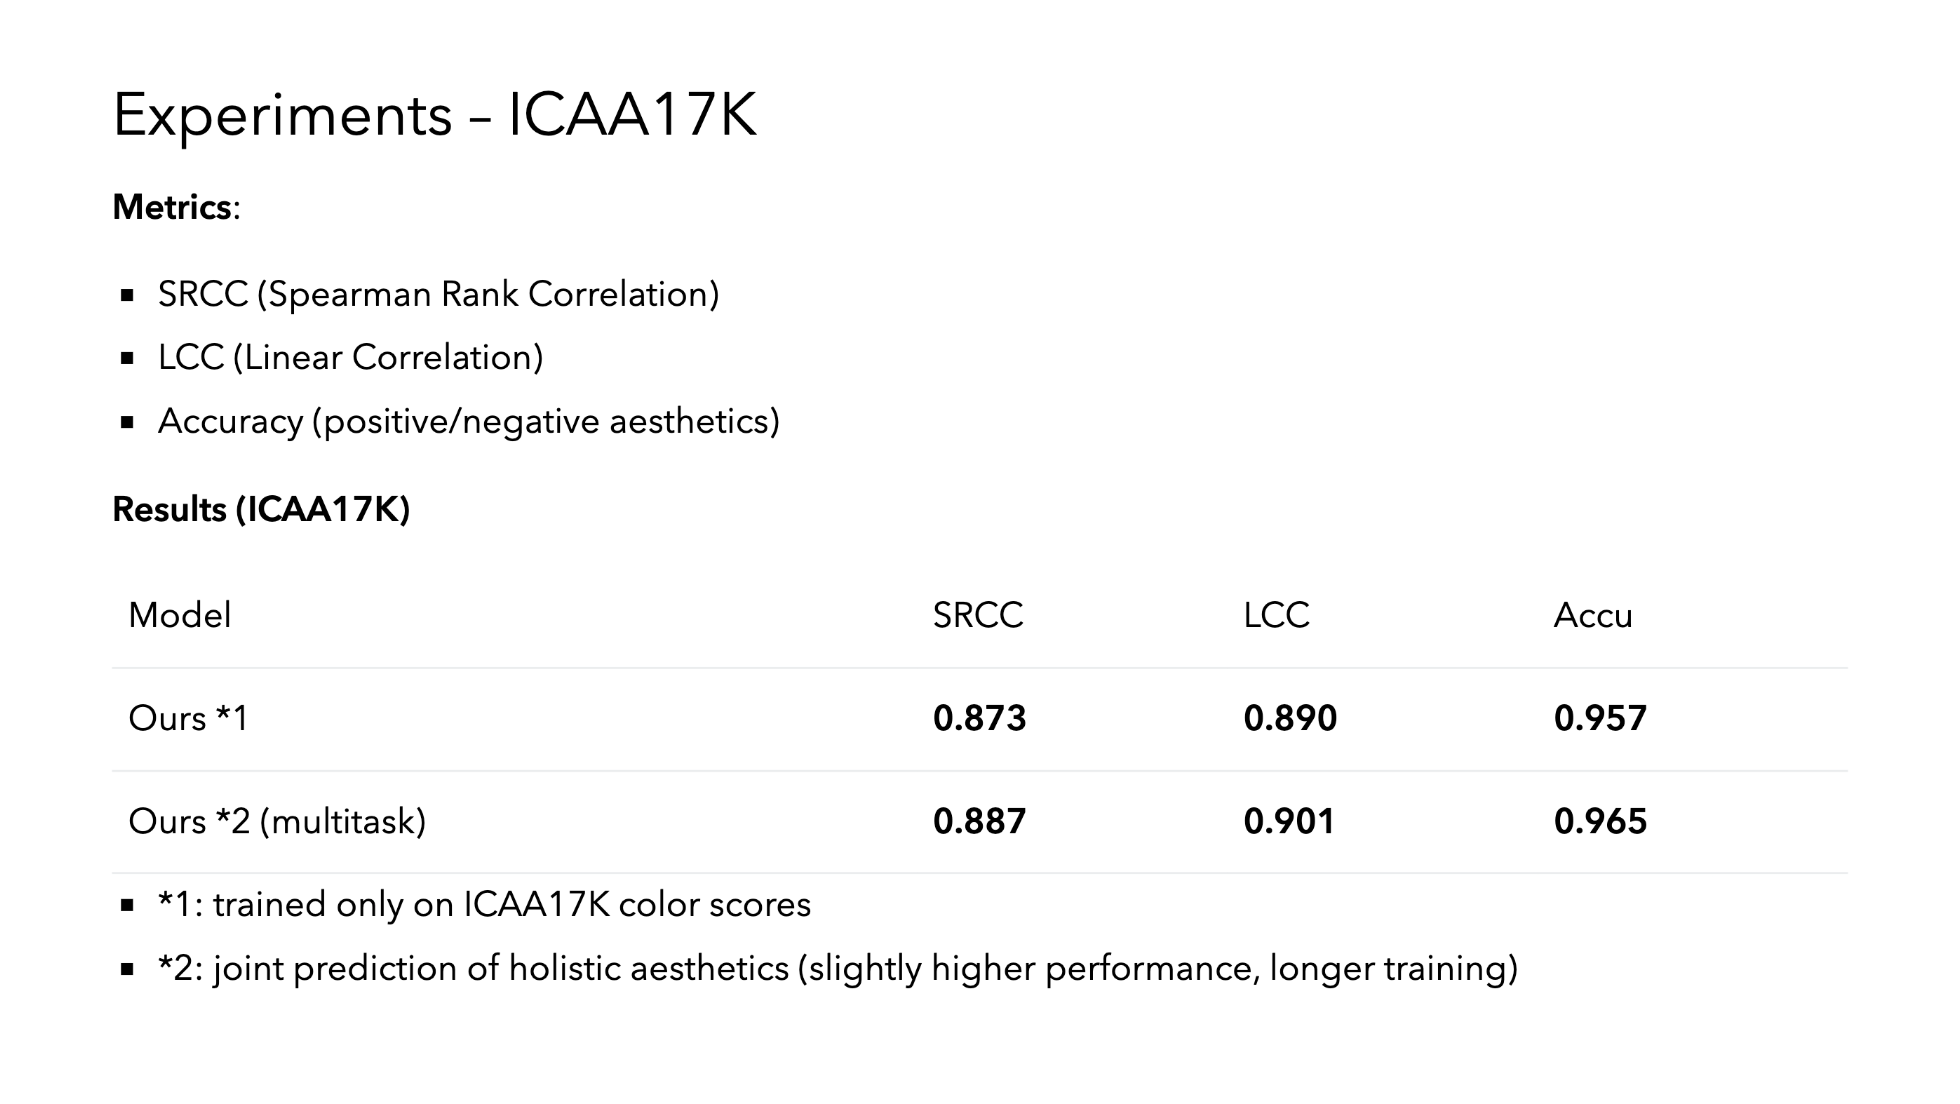 Experiments – ICAA17K
Metrics:
▪ SRCC (Spearman Rank Correlation)
▪ LCC (Linear Correlation)
▪ Accuracy (positive/negative aesthetics)
Results (ICAA17K)
Model SRCC LCC Accu
Ours *1 0.873 0.890 0.957
Ours *2 (multitask) 0.887 0.901 0.965
▪ *1: trained only on ICAA17K color scores
▪ *2: joint prediction of holistic aesthetics (slightly higher performance, longer training)